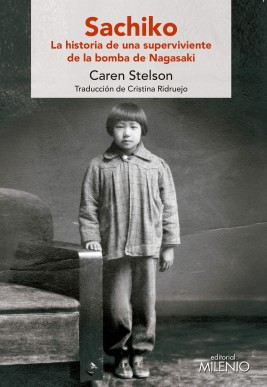 Sachiko
La historia de una superviviente
de la bomba de Nagasaki
Caren Stelson
Traducción de Cristina Ridruejo
editorial
MILENIO